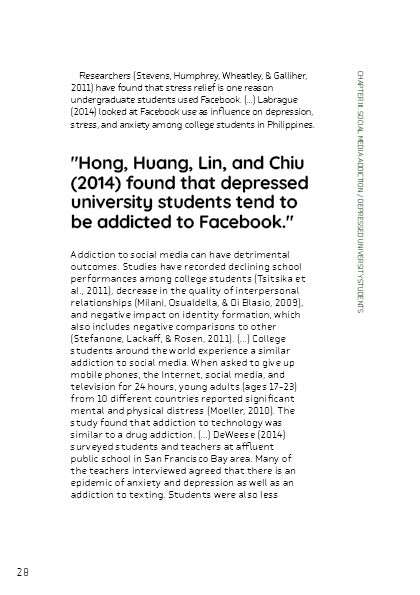 Researchers (Stevens, Humphrey, Wheatley, & Galliher,
2011) have found that stress relief is one reason
undergraduate students used Facebook. (...) Labrague
(2014) looked at Facebook use as influence on depression,
stress, and anxiety among college students in Philippines.
"Hong, Huang, Lin, and Chiu
(2014) found that depressed
university students tend to
be addicted to Facebook."
Addiction to social media can have detrimental
outcomes. Studies have recorded declining school
performances among college students (Tsitsika et
al., 2011), decrease in the quality of interpersonal
relationships (Milani, Osualdella, & Di Blasio, 2009),
and negative impact on identity formation, which
also includes negative comparisons to other
(Stefanone, Lackaff, & Rosen, 2011). (...) College
students around the world experience a similar
addiction to social media. When asked to give up
mobile phones, the Internet, social media, and
television for 24 hours, young adults (ages 17-23)
from 10 different countries reported significant
mental and physical distress (Moeller, 2010). The
study found that addiction to technology was
similar to a drug addiction. (...) DeWeese (2014)
surveyed students and teachers at affluent
public school in San Francisco Bay area. Many of
the teachers interviewed agreed that there is an
epidemic of anxiety and depression as well as an
addiction to texting. Students were also less
CHAPTER III. SOCIAL MEDIA ADDICTION / DEPRESSED UNIVERSITY STUDENTS
28